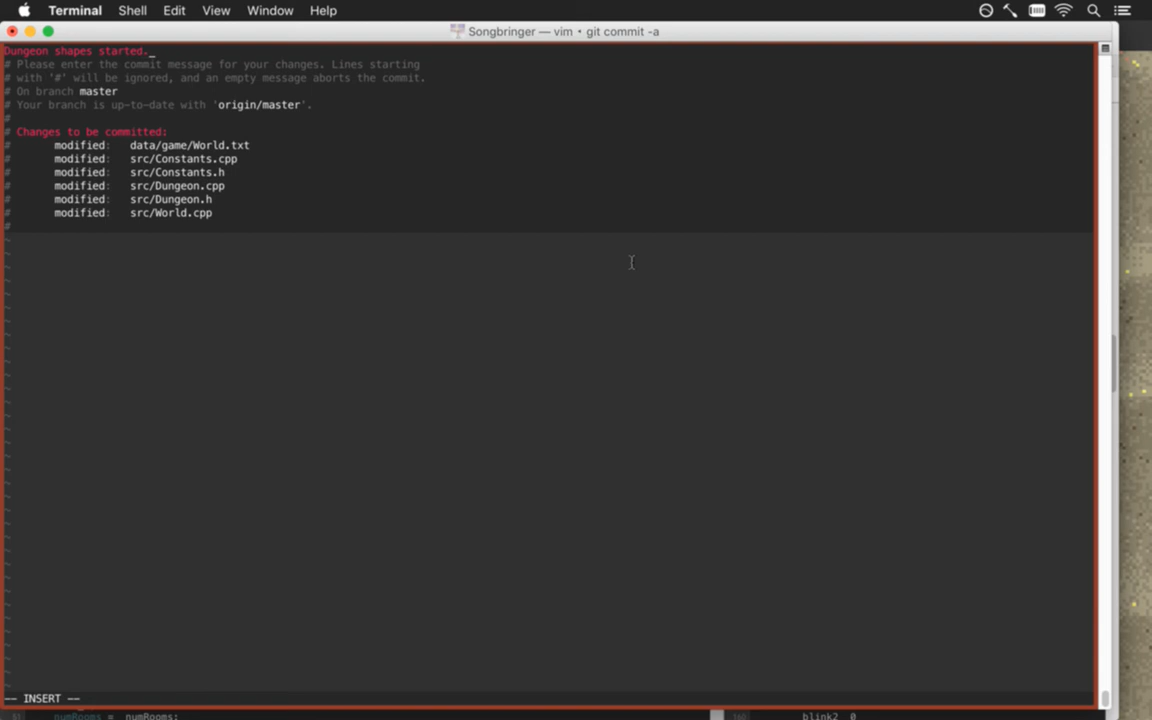 Terminal Shell Edit View Window Help
Songbringer — vim • git commit -a
Dungeon shapes started._
# Please enter the commit message for your changes. Lines starting
# with '#' will be ignored, and an empty message aborts the commit.
# On branch master
# Your branch is up-to-date with 'origin/master'.
#
# Changes to be committed:
#       modified:   data/game/World.txt
#       modified:   src/Constants.cpp
#       modified:   src/Constants.h
#       modified:   src/Dungeon.cpp
#       modified:   src/Dungeon.h
#       modified:   src/World.cpp
#
-- INSERT --
numRooms = numRooms; blink2 0